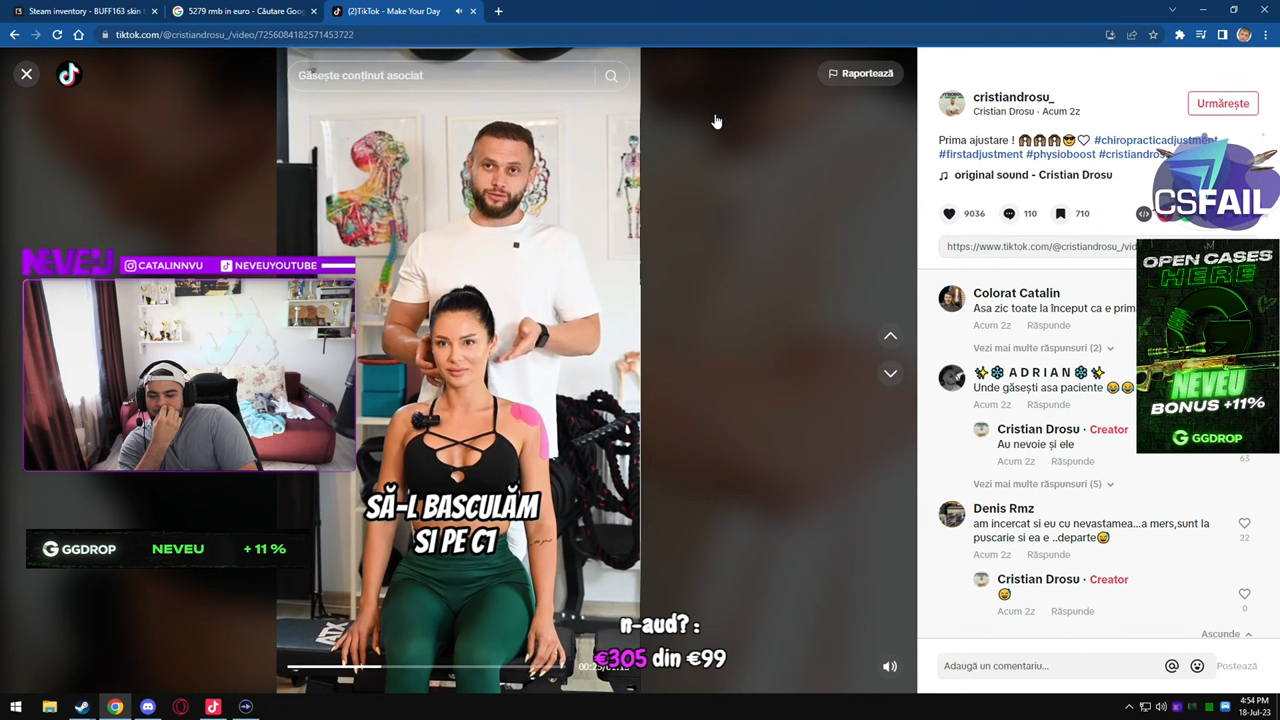 Steam inventory - BUFF163 skin
5279 rmb in euro - Căutare Goog
(2)TikTok - Make Your Day
tiktok.com/@cristiandrosu_/video/7256084182571453722
Găsește conținut asociat
Raportează
cristiandrosu_
Cristian Drosu · Acum 2z
Urmărește
Prima ajustare ! #chiropracticadjustment
#firstadjustment #physioboost #cristiandros
original sound - Cristian Drosu
9036
110
710
https://www.tiktok.com/@cristiandrosu_/vid
CSFAIL
OPEN CASES
HERE
NEVEU
BONUS +11%
GGDROP
Colorat Catalin
Asa zic toate la început ca e prim
Acum 2z Răspunde
Vezi mai multe răspunsuri (2)
A D R I A N
Unde găsești asa paciente 😂😂
Acum 2z Răspunde
Cristian Drosu · Creator
Au nevoie și ele
Acum 2z Răspunde
63
Vezi mai multe răspunsuri (5)
Denis Rmz
am incercat si eu cu nevastamea...a mers,sunt la
puscarie si ea e ..departe😅
22
Acum 2z Răspunde
Cristian Drosu · Creator
😅
0
Acum 2z Răspunde
Ascunde
Adaugă un comentariu...
Postează
NEVEU
CATALINNVU
NEVEUYOUTUBE
GGDROP NEVEU + 11 %
SĂ-L BASCULĂM
SI PE C1
ATX
n-aud? :
€305 din €99
4:54 PM
18-Jul-23